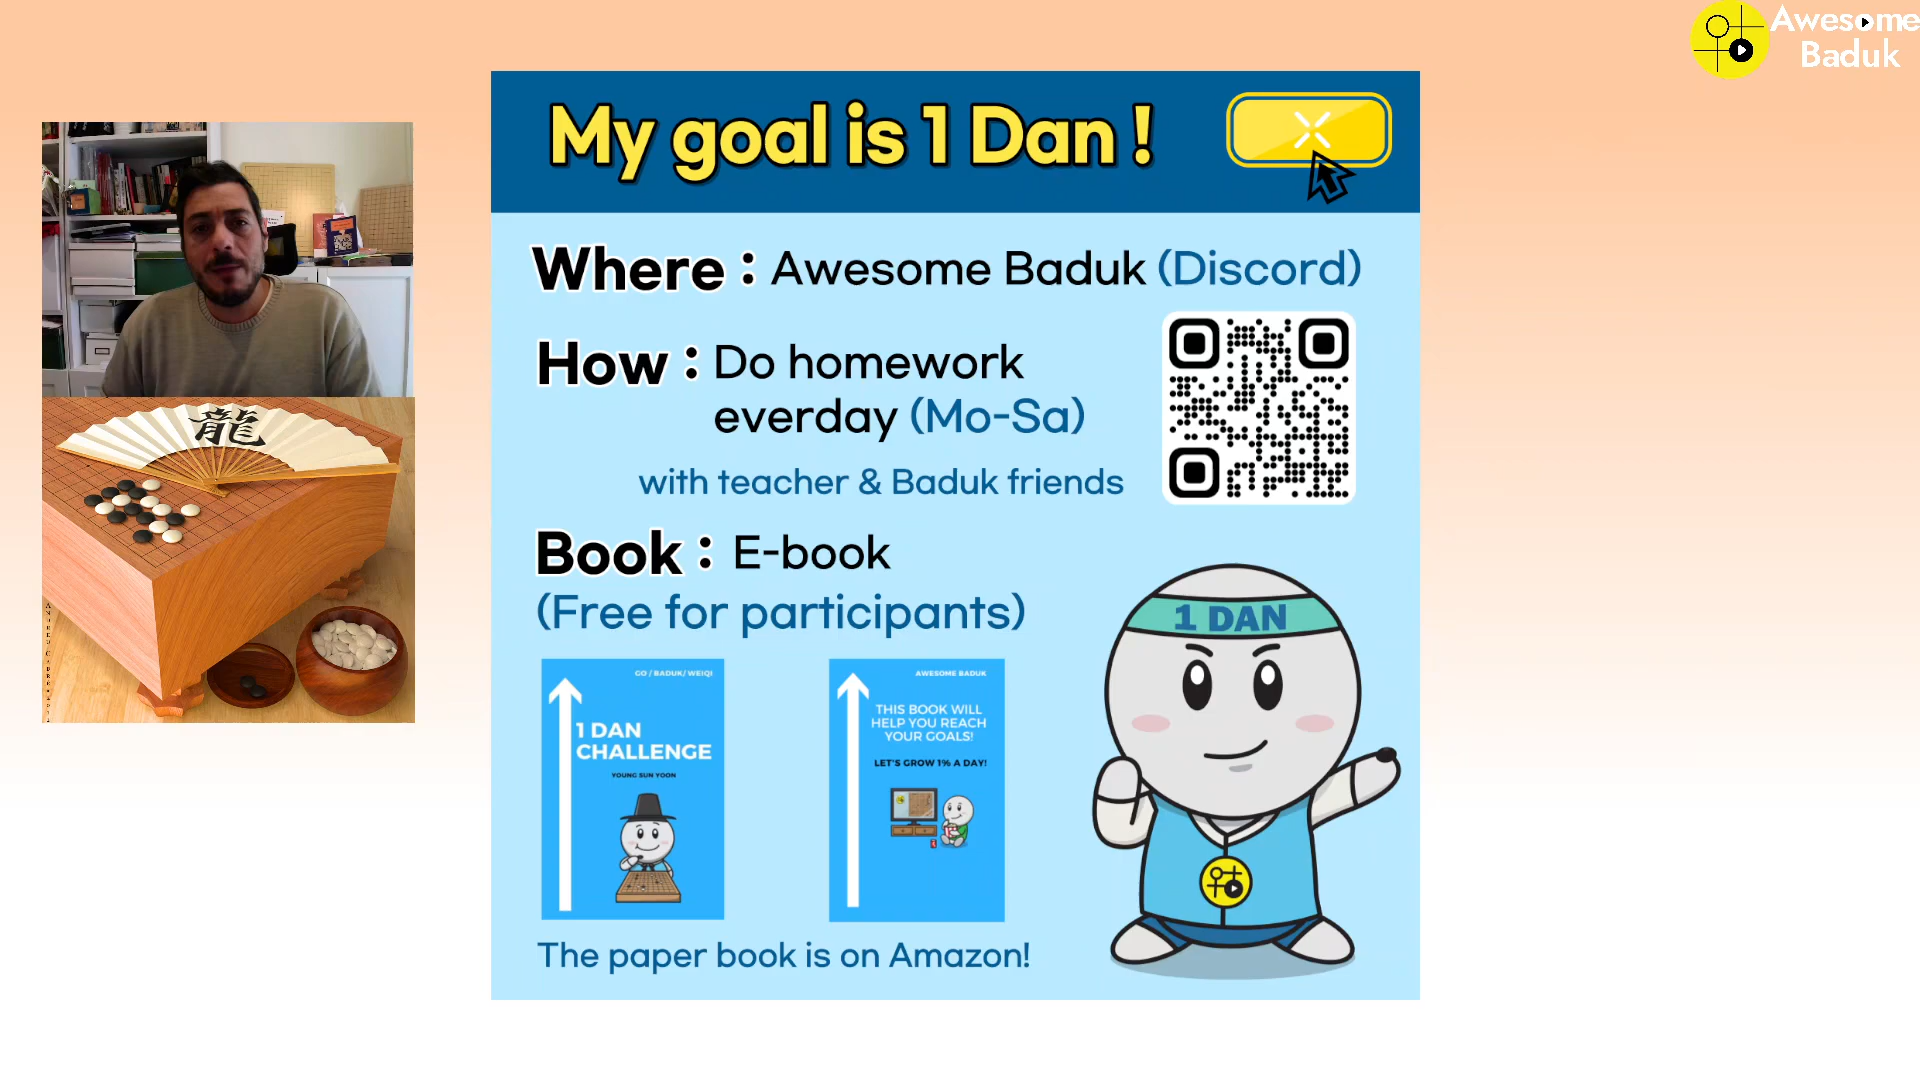 Awesome
Baduk
My goal is 1 Dan !
Where : Awesome Baduk (Discord)
How : Do homework
everday (Mo-Sa)
with teacher & Baduk friends
Book : E-book
(Free for participants)
1 DAN
GO / BADUK/ WEIQI
1 DAN
CHALLENGE
YOUNG SUN YOON
AWESOME BADUK
THIS BOOK WILL
HELP YOU REACH
YOUR GOALS!
LET'S GROW 1% A DAY!
The paper book is on Amazon!
龍